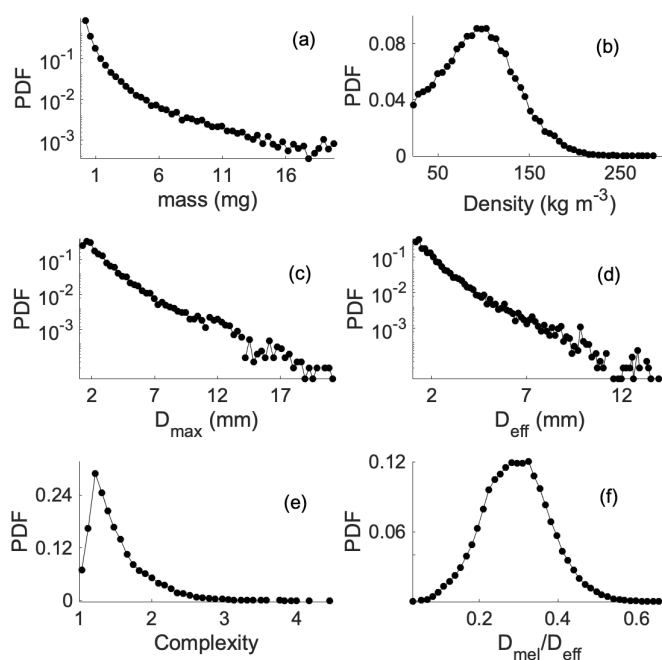 (a)
PDF
10⁻¹
10⁻²
10⁻³
1 6 11 16
mass (mg)
(b)
PDF
0.08
0.04
0
50 150 250
Density (kg m⁻³)
(c)
PDF
10⁻¹
10⁻²
10⁻³
2 7 12 17
D_max (mm)
(d)
PDF
10⁻¹
10⁻²
10⁻³
2 7 12
D_eff (mm)
(e)
PDF
0.24
0.12
0
1 2 3 4
Complexity
(f)
PDF
0.12
0.06
0.2 0.4 0.6
D_mel/D_eff